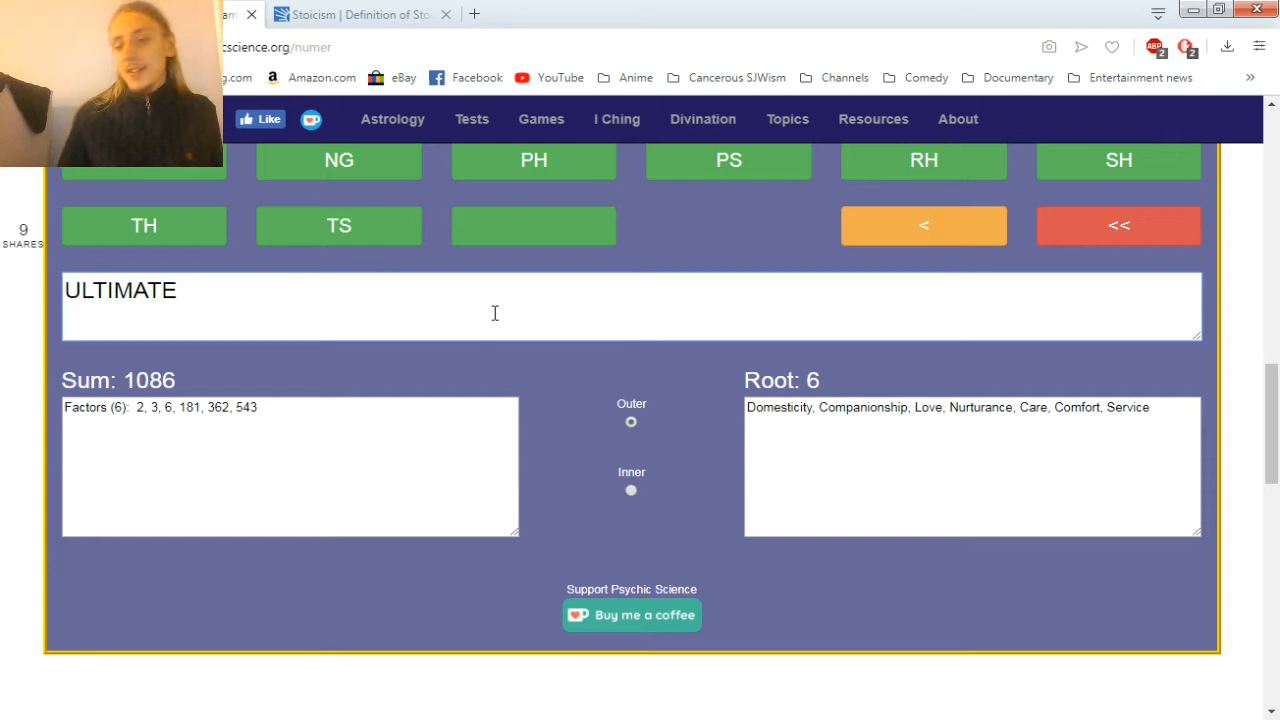 Stoicism | Definition of Sto
cscience.org/numer
2
2
g.com
Amazon.com
eBay
Facebook
YouTube
Anime
Cancerous SJWism
Channels
Comedy
Documentary
Entertainment news
»
Like
Astrology
Tests
Games
I Ching
Divination
Topics
Resources
About
NG
PH
PS
RH
SH
9
SHARES
TH
TS
<
<<
ULTIMATE
Sum: 1086
Root: 6
Factors (6): 2, 3, 6, 181, 362, 543
Outer
Domesticity, Companionship, Love, Nurturance, Care, Comfort, Service
Inner
Support Psychic Science
Buy me a coffee